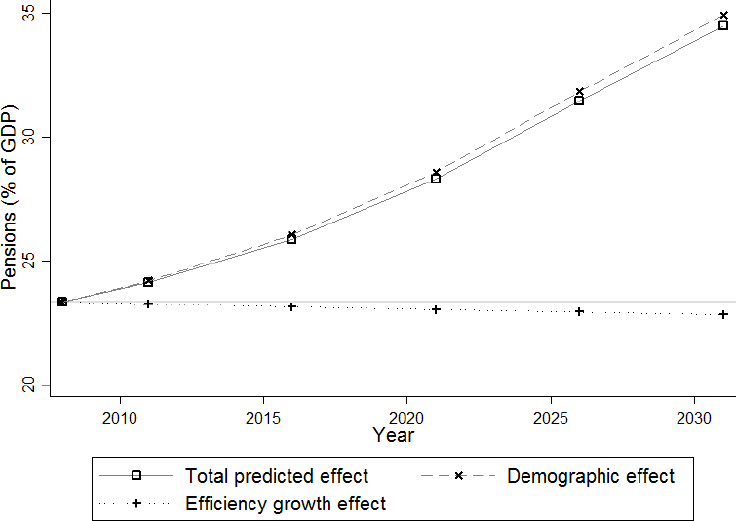 35
30
25
20
Pensions (% of GDP)
2010 2015 2020 2025 2030
Year
Total predicted effect Demographic effect
Efficiency growth effect